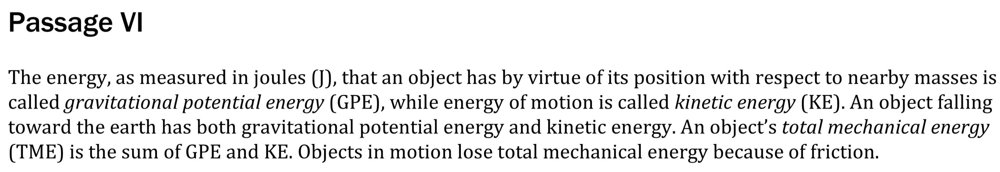 Passage VI
The energy, as measured in joules (J), that an object has by virtue of its position with respect to nearby masses is
called gravitational potential energy (GPE), while energy of motion is called kinetic energy (KE). An object falling
toward the earth has both gravitational potential energy and kinetic energy. An object’s total mechanical energy
(TME) is the sum of GPE and KE. Objects in motion lose total mechanical energy because of friction.